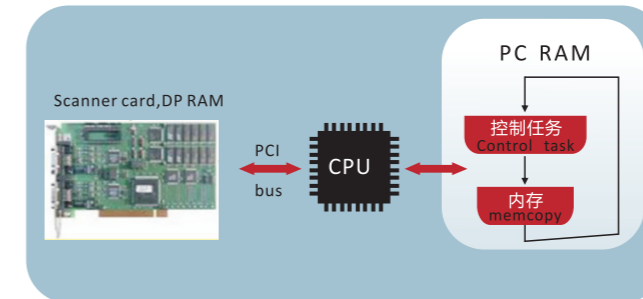 PC RAM
Scanner card,DP RAM
控制任务
Control task
PCI
bus
CPU
内存
memcopy